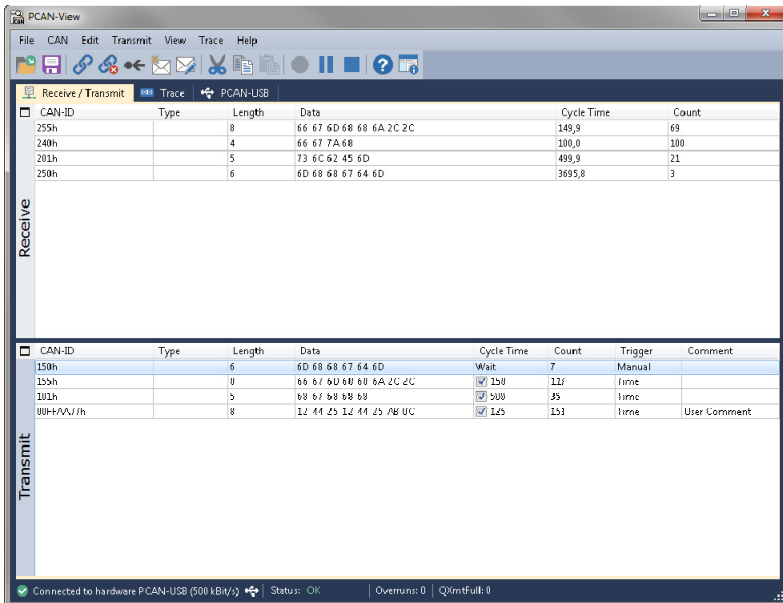 PCAN-View
File CAN Edit Transmit View Trace Help
Receive / Transmit Trace PCAN-USB
CAN-ID Type Length Data Cycle Time Count
255h 8 66 67 6D 68 68 6A 2C 2C 149,9 69
240h 4 66 67 7A 68 100,0 100
201h 5 73 6C 62 45 6D 499,9 21
250h 6 6D 68 68 67 64 6D 3695,8 3
Receive
CAN-ID Type Length Data Cycle Time Count Trigger Comment
150h 6 6D 68 68 67 64 6D Wait 7 Manual
155h 66 67 6D 68 68 6A 2C 2C 150 Time
5 68 67 68 68 68 500 35 Time
8 12 44 25 12 44 25 125 153 Time User Comment
Transmit
Connected to hardware PCAN-USB (500 kBit/s) Status: OK Overruns: 0 QXmtFull: 0